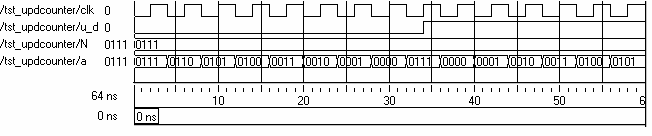 /tst_updcounter/clk 0
/tst_updcounter/u_d 0
/tst_updcounter/N 0111 0111
/tst_updcounter/a 0111 0111 0110 0101 0100 0011 0010 0001 0000 0111 0000 0001 0010 0011 0100 0101
64 ns 10 20 30 40 50 6
0 ns 0 ns